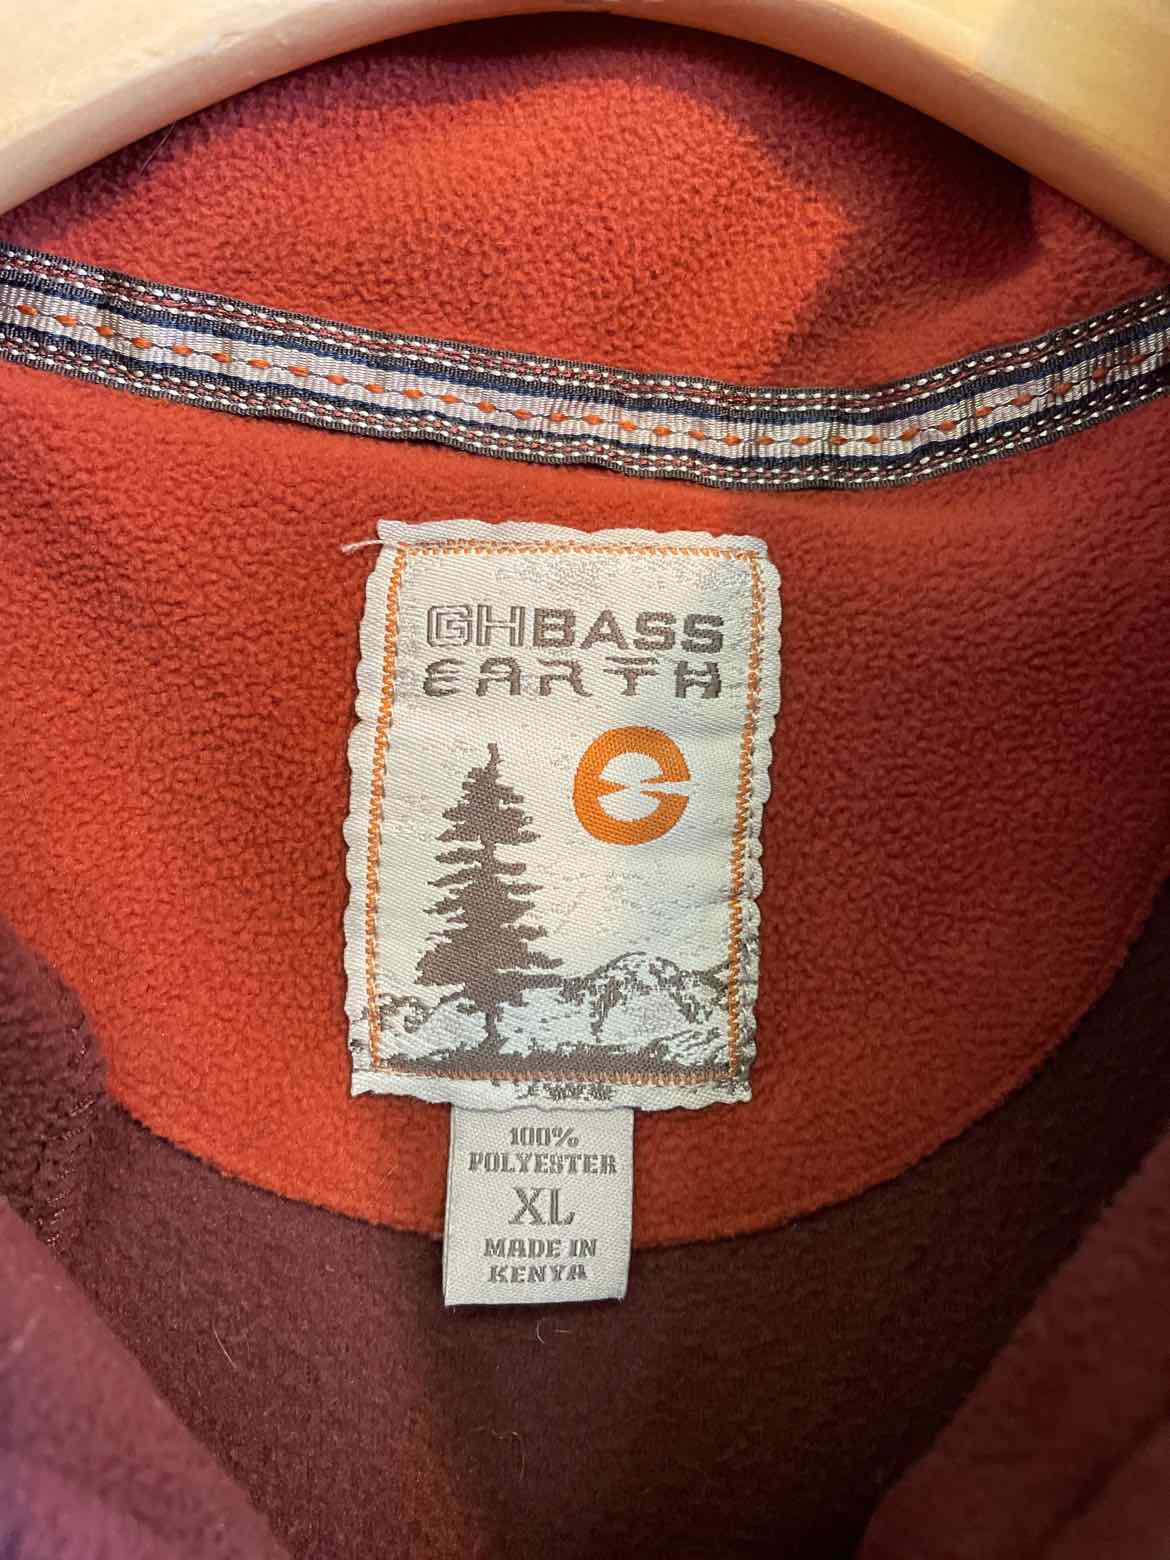 GHBASS
EARTH
100%
POLYESTER
XL
MADE IN
KENYA